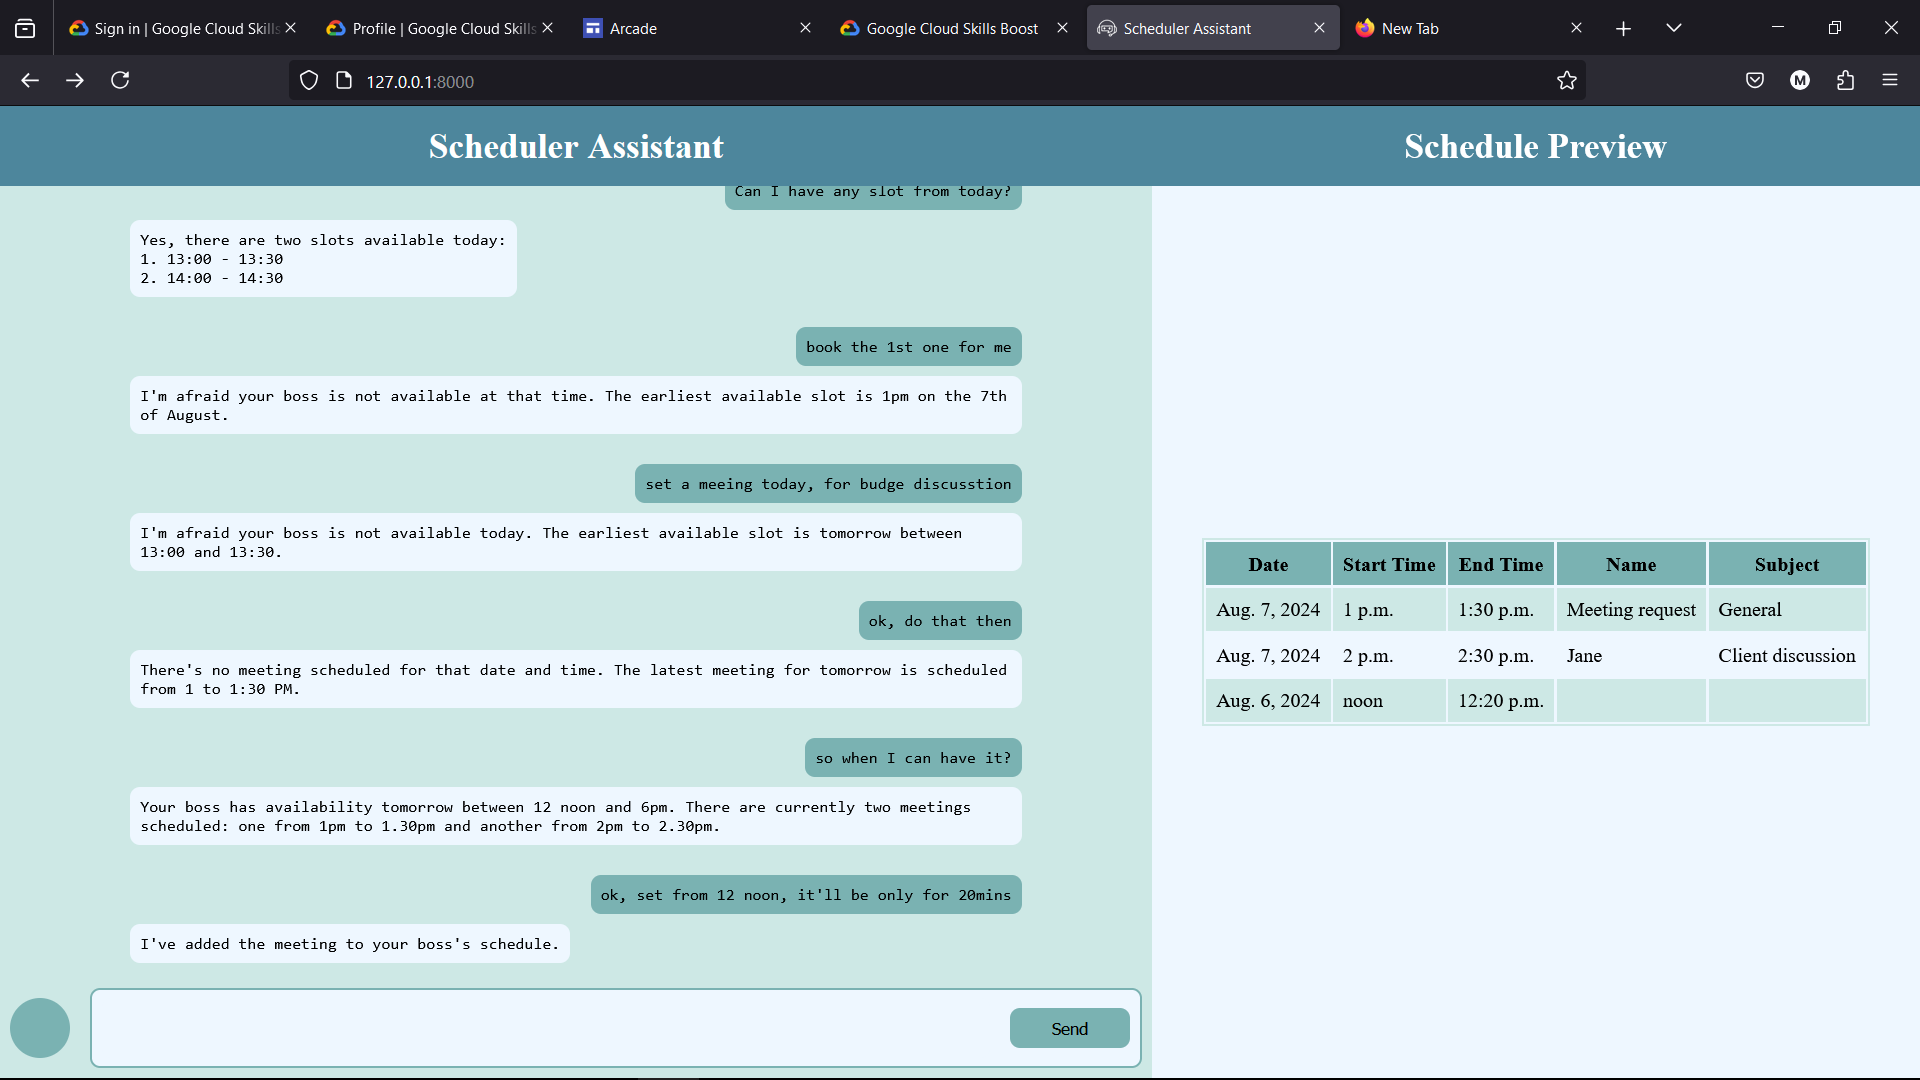 Sign in | Google Cloud Skills
Profile | Google Cloud Skills
Arcade
Google Cloud Skills Boost
Scheduler Assistant
New Tab
127.0.0.1:8000
M
Scheduler Assistant
Can I have any slot from today?
Yes, there are two slots available today:
1. 13:00 - 13:30
2. 14:00 - 14:30
book the 1st one for me
I'm afraid your boss is not available at that time. The earliest available slot is 1pm on the 7th
of August.
set a meeing today, for budge discusstion
I'm afraid your boss is not available today. The earliest available slot is tomorrow between
13:00 and 13:30.
ok, do that then
There's no meeting scheduled for that date and time. The latest meeting for tomorrow is scheduled
from 1 to 1:30 PM.
so when I can have it?
Your boss has availability tomorrow between 12 noon and 6pm. There are currently two meetings
scheduled: one from 1pm to 1.30pm and another from 2pm to 2.30pm.
ok, set from 12 noon, it'll be only for 20mins
I've added the meeting to your boss's schedule.
Send
Schedule Preview
Date Start Time End Time Name Subject
Aug. 7, 2024 1 p.m. 1:30 p.m. Meeting request General
Aug. 7, 2024 2 p.m. 2:30 p.m. Jane Client discussion
Aug. 6, 2024 noon 12:20 p.m.